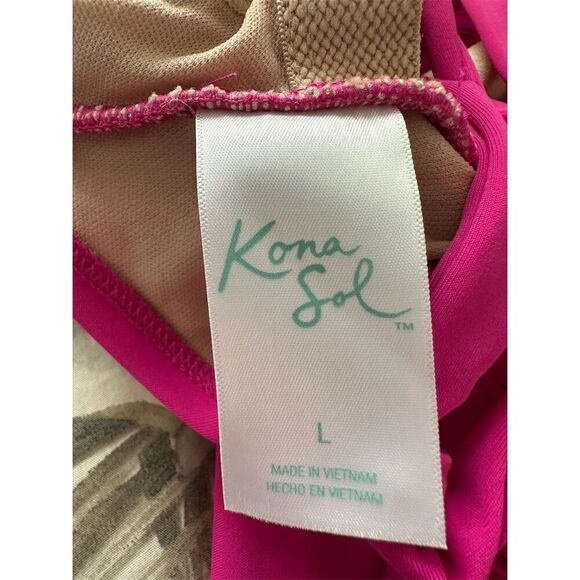 Kona
Sol™
L
MADE IN VIETNAM
HECHO EN VIETNAM